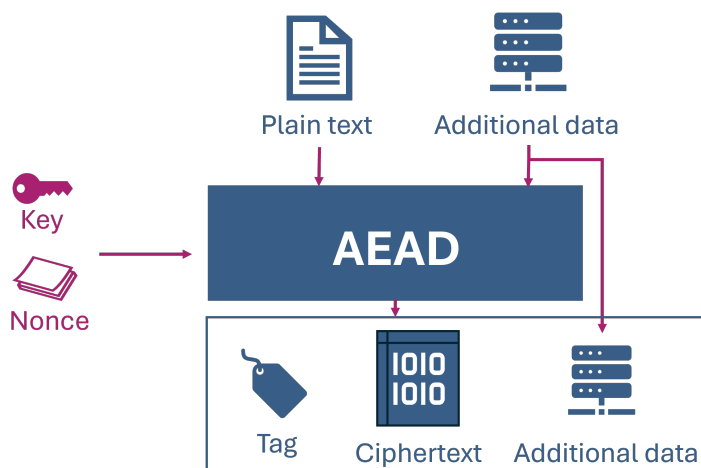 Plain text
Additional data
Key
AEAD
Nonce
1010
1010
Tag
Ciphertext
Additional data